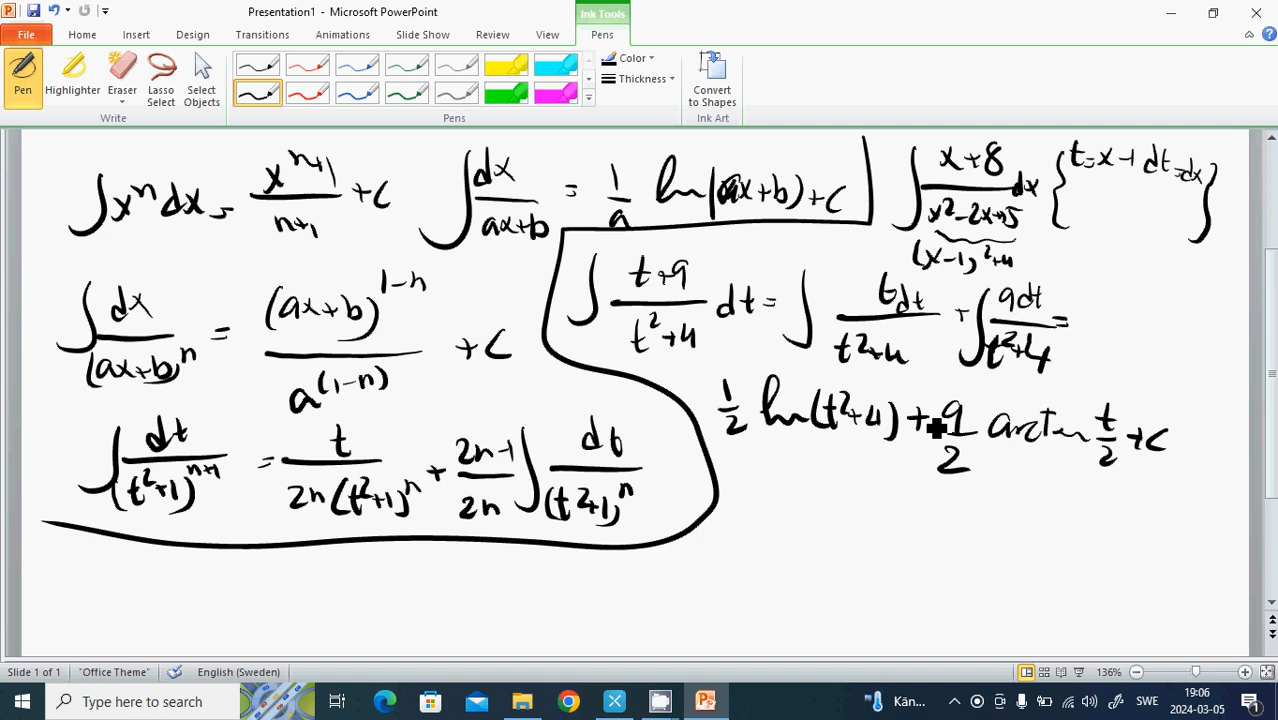 Presentation1 - Microsoft PowerPoint
Ink Tools
File Home Insert Design Transitions Animations Slide Show Review View Pens
Pen Highlighter Eraser Lasso Select Select Objects
Color
Thickness
Convert to Shapes
Write Pens Ink Art
∫x^n dx = x^(n+1)/(n+1) + C
∫dx/(ax+b) = 1/a ln|ax+b) + C
∫(x+8)/(x²-2x+5) dx {t=x-1 dt=dx}
(x-1)²+4
∫dx/(ax+b)^n = (ax+b)^(1-n)/a(1-n) + C
∫(t+9)/(t²+4) dt = ∫t dt/(t²+4) + ∫9dt/(t²+4) =
1/2 ln(t²+4) + 9/2 arctan t/2 + C
∫dt/(t²+1)^(n+1) = t/2n(t²+1)^n + (2n-1)/2n ∫dt/(t²+1)^n
Slide 1 of 1 "Office Theme" English (Sweden) 136%
Type here to search
Kän...
SWE
19:06
2024-03-05
1